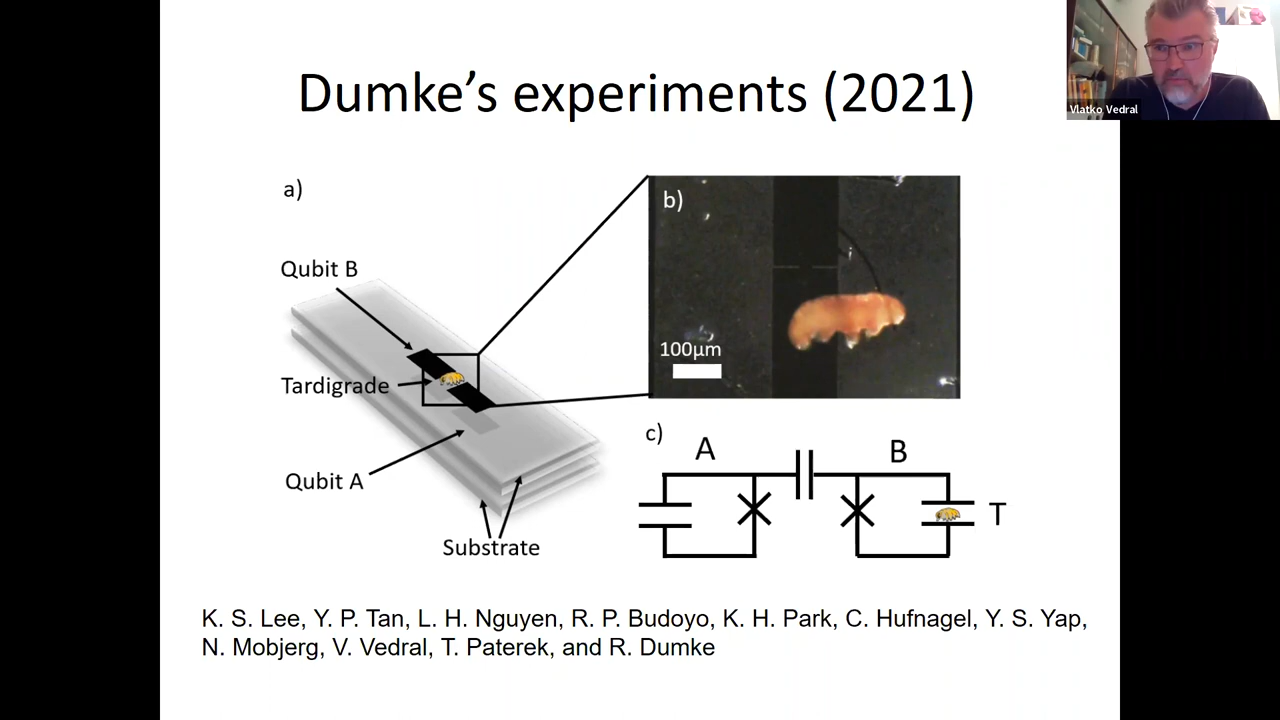 Dumke's experiments (2021)
Vlatko Vedral
a)
Qubit B
Tardigrade
Qubit A
Substrate
b)
100μm
c)
A
B
T
K. S. Lee, Y. P. Tan, L. H. Nguyen, R. P. Budoyo, K. H. Park, C. Hufnagel, Y. S. Yap,
N. Mobjerg, V. Vedral, T. Paterek, and R. Dumke